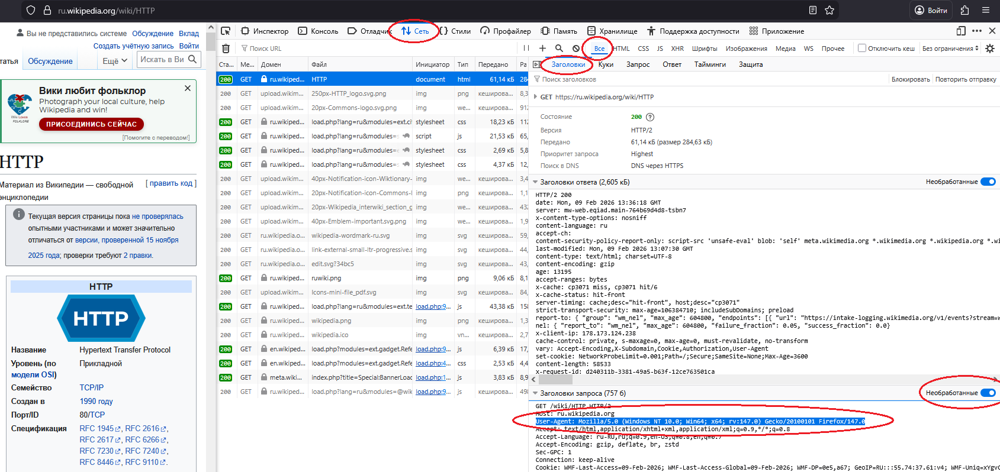 ru.wikipedia.org/wiki/HTTP
Войти
Вы не представились системе Обсуждение Вклад
Создать учётную запись Войти
татья Обсуждение Ещё Искать в Ви
Вики любит фольклор
Photograph your local culture, help
Wikipedia and win!
ПРИСОЕДИНИСЬ СЕЙЧАС
[Помогите с переводом!]
Wiki Loves
FOLKLORE
HTTP
Материал из Википедии — свободной
энциклопедии
[ править код ]
Текущая версия страницы пока не проверялась
опытными участниками и может значительно
отличаться от версии, проверенной 15 ноября
2025 года; проверки требуют 2 правки.
HTTP
HTTP
Название Hypertext Transfer Protocol
Уровень (по модели OSI) Прикладной
Семейство TCP/IP
Создан в 1990 году
Порт/ID 80/TCP
Спецификация RFC 1945, RFC 2616,
RFC 2617, RFC 6266,
RFC 7230, RFC 7240,
RFC 8446, RFC 9110.
Инспектор Консоль Отладчик Сеть Стили Профайлер Память Хранилище Поддержка доступности Приложение
Поиск URL
Все HTML CSS JS XHR Шрифты Изображения Медиа WS Прочее Отключить кеш Без ограничения
Ста... Ме... Домен Файл Инициатор Тип Передано Ра
200 GET ru.wikiped... HTTP document html 61,14 кБ 284
200 GET upload.wikim... 250px-HTTP_logo.svg.png img png кеширова... 8,3
200 GET upload.wikim... 20px-Commons-logo.svg.png img we... кеширова... 912
200 GET ru.wikiped... load.php?lang=ru&modules=ext.ci stylesheet css 18,23 кБ 112
200 GET ru.wikiped... load.php?lang=ru&modules=s script js 21,53 кБ 65,
200 GET ru.wikiped... load.php?lang=ru&modules=e stylesheet css 2,69 кБ 5,8
200 GET ru.wikiped... load.php?lang=ru&modules=s stylesheet css 4,37 кБ 12,
200 GET upload.wikim... 40px-Notification-icon-Wiktionary- img we... кеширова... 3,4
200 GET upload.wikim... 20px-Notification-icon-Commons-l img png кеширова... 1,1
200 GET upload.wikim... 20px-Wikipedia_interwiki_section_g img we... кеширова... 432
200 GET upload.wikim... 40px-Emblem-important.svg.png img we... кеширова... 1,9
200 GET ru.wikipedia.o... wikipedia-wordmark-ru.svg img svg кеширова... 59,
200 GET ru.wikipedia.o... link-external-small-ltr-progressive.s img svg кеширова... 44,
200 GET ru.wikipedia.o... edit.svg?34bc5 img svg кеширова... 43,
200 GET ru.wikiped... ruwiki.png img png 9,06 кБ 8,1
200 GET upload.wikim... Icons-mini-file_pdf.svg img svg кеширова... 84,
200 GET ru.wikiped... load.php?lang=ru&modules=ext.te load.php:9... js 43,38 кБ 158
200 GET ru.wikiped... wikipedia.png img png кеширова... 1,3
200 GET ru.wikiped... wikipedia.ico img vn... кеширова... 2,7
200 GET en.wikiped... load.php?modules=ext.gadget.Refe load.php:9... js 6,39 кБ 17,
200 GET en.wikiped... load.php?modules=ext.gadget.Refe load.php:4... css 2,53 кБ 4,4
200 GET meta.wiki... index.php?title=Special:BannerLoad load.php:1... js 3,83 кБ 8,9
200 GET ru.wikiped... load.php?lang=ru&modules=@wik load.php:9... js кеширова... 498
Заголовки Куки Запрос Ответ Тайминги Защита
Поиск заголовков Блокировать Повторить отправку
GET https://ru.wikipedia.org/wiki/HTTP
Состояние 200
Версия HTTP/2
Передано 61,14 кБ (размер 284,63 кБ)
Приоритет запроса Highest
Поиск в DNS DNS через HTTPS
Заголовки ответа (2,605 кБ) Необработанные
HTTP/2 200
date: Mon, 09 Feb 2026 13:36:18 GMT
server: mw-web.eqiad.main-764b69d4d8-tsbn7
x-content-type-options: nosniff
content-language: ru
accept-ch:
content-security-policy-report-only: script-src 'unsafe-eval' blob: 'self' meta.wikimedia.org *.wikimedia.org *.wikipedia.org *.wi
last-modified: Mon, 09 Feb 2026 13:07:30 GMT
content-type: text/html; charset=UTF-8
content-encoding: gzip
age: 13195
accept-ranges: bytes
x-cache: cp3071 miss, cp3071 hit/6
x-cache-status: hit-front
server-timing: cache;desc="hit-front", host;desc="cp3071"
strict-transport-security: max-age=106384710; includeSubDomains; preload
report-to: { "group": "wm_nel", "max_age": 604800, "endpoints": [{ "url": "https://intake-logging.wikimedia.org/v1/events?stream=w
nel: { "report_to": "wm_nel", "max_age": 604800, "failure_fraction": 0.05, "success_fraction": 0.0}
x-client-ip: 178.173.124.238
cache-control: private, s-maxage=0, max-age=0, must-revalidate, no-transform
vary: Accept-Encoding,X-Subdomain,Cookie,Authorization,User-Agent
set-cookie: NetworkProbeLimit=0.001;Path=/;Secure;SameSite=None;Max-Age=3600
content-length: 58533
x-request-id: d240311b-3381-49a5-b63f-12ce763501ca
Заголовки запроса (757 б) Необработанные
GET /wiki/HTTP HTTP/2
Host: ru.wikipedia.org
User-Agent: Mozilla/5.0 (Windows NT 10.0; Win64; x64; rv:147.0) Gecko/20100101 Firefox/147.0
Accept: text/html,application/xhtml+xml,application/xml;q=0.9,*/*;q=0.8
Accept-Language: ru-RU,ru;q=0.9,en-US;q=0.8,en;q=0.7
Accept-Encoding: gzip, deflate, br, zstd
Sec-GPC: 1
Connection: keep-alive
Cookie: WMF-Last-Access=09-Feb-2026; WMF-Last-Access-Global=09-Feb-2026; WMF-DP=0e5,a67; GeoIP=RU:::55.74:37.61:v4; WMF-Uniq=xYgvC